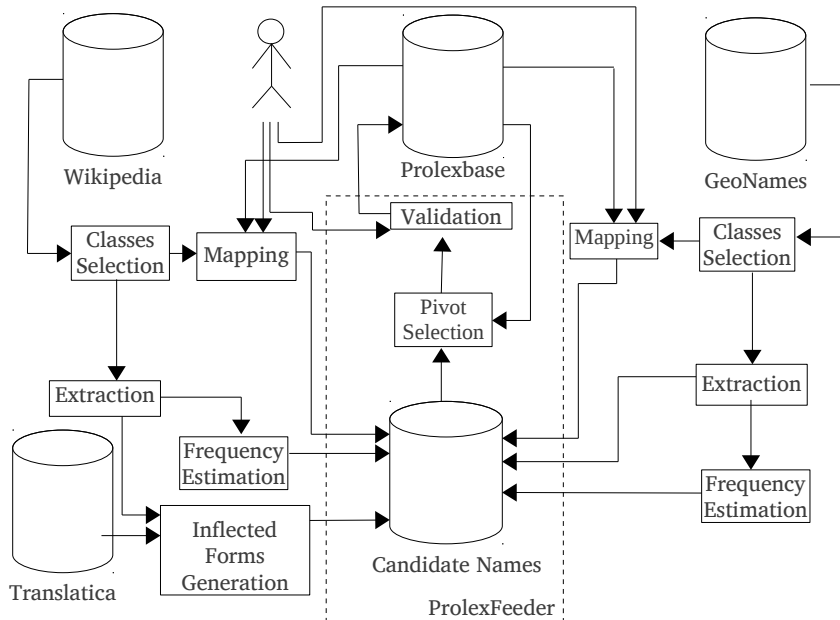 Wikipedia
Prolexbase
GeoNames
Classes
Selection
Mapping
Validation
Mapping
Classes
Selection
Pivot
Selection
Extraction
Extraction
Frequency
Estimation
Frequency
Estimation
Inflected
Forms
Generation
Translatica
Candidate Names
ProlexFeeder